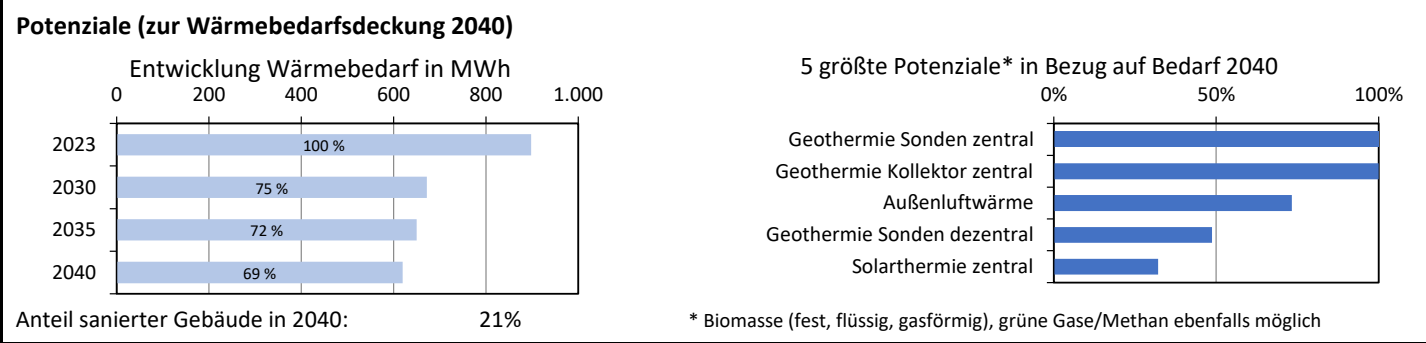 Potenziale (zur Wärmebedarfsdeckung 2040)
Entwicklung Wärmebedarf in MWh
0 200 400 600 800 1.000
2023 100 %
2030 75 %
2035 72 %
2040 69 %
Anteil sanierter Gebäude in 2040: 21%
5 größte Potenziale* in Bezug auf Bedarf 2040
0% 50% 100%
Geothermie Sonden zentral
Geothermie Kollektor zentral
Außenluftwärme
Geothermie Sonden dezentral
Solarthermie zentral
* Biomasse (fest, flüssig, gasförmig), grüne Gase/Methan ebenfalls möglich